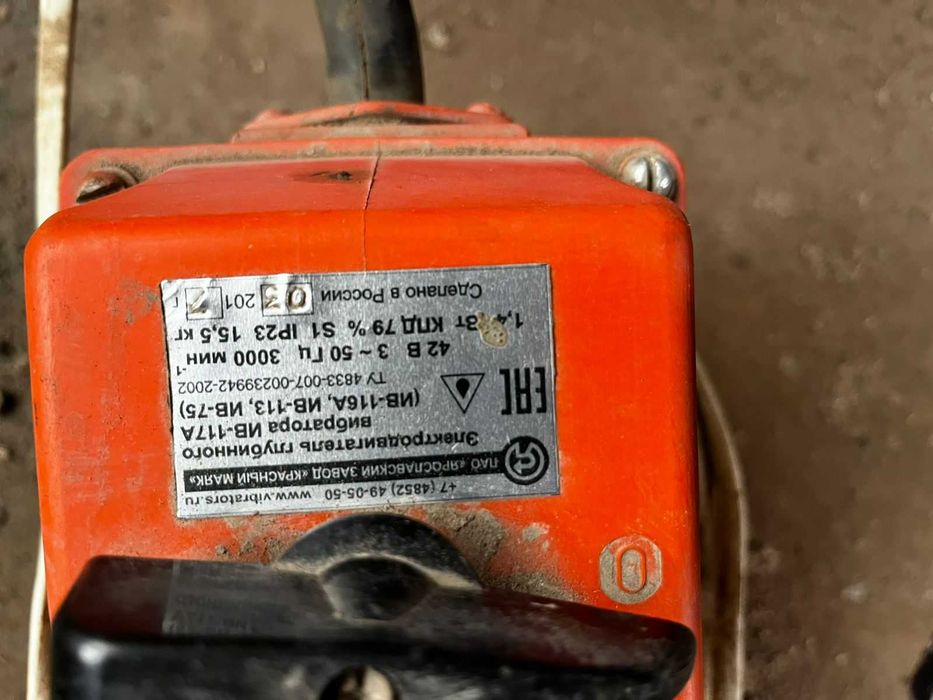 +7 (4852) 49-05-50 www.vibrators.ru
ПАО «ЯРОСЛАВСКИЙ ЗАВОД «КРАСНЫЙ МАЯК»
Электродвигатель глубинного
вибратора ИВ-117А
(ИВ-116А, ИВ-113, ИВ-75)
ТУ 4833-007-00239942-2002
EAC
42 В 3 ~ 50 Гц 3000 мин-1
1,4 КПД 79 % S1 IP23 15,5 кг
Сделано в России 03 2017 г
0